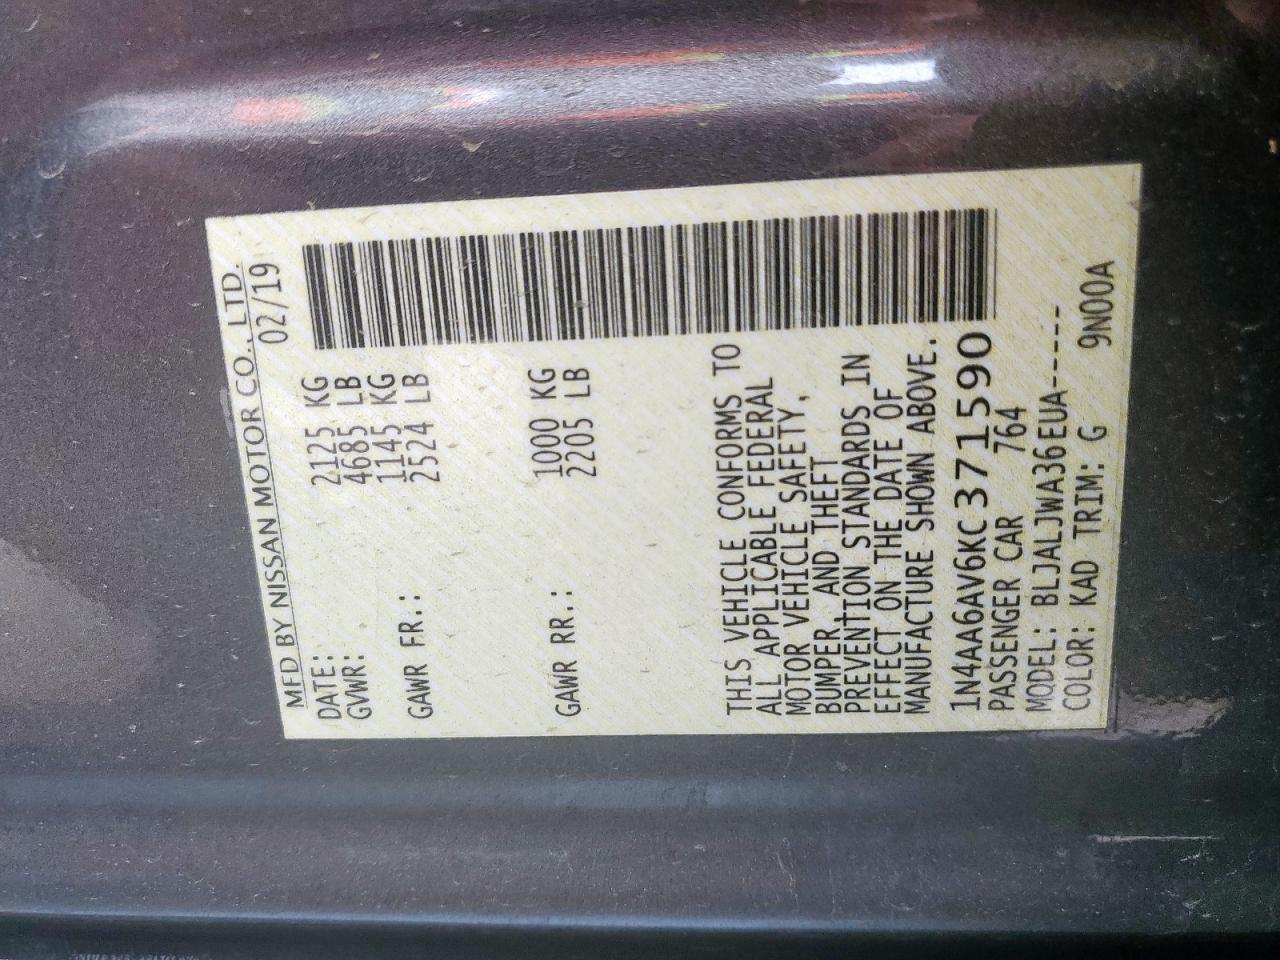 MFD BY NISSAN MOTOR CO., LTD.
DATE: 02/19
GVWR: 2125 KG
4685 LB
GAWR FR.: 1145 KG
2524 LB
GAWR RR.: 1000 KG
2205 LB
THIS VEHICLE CONFORMS TO
ALL APPLICABLE FEDERAL
MOTOR VEHICLE SAFETY,
BUMPER, AND THEFT
PREVENTION STANDARDS IN
EFFECT ON THE DATE OF
MANUFACTURE SHOWN ABOVE.
1N4AA6AV6KC371590
PASSENGER CAR 764
MODEL: BLJALJWA36EUA-----
COLOR: KAD TRIM: G 9N00A